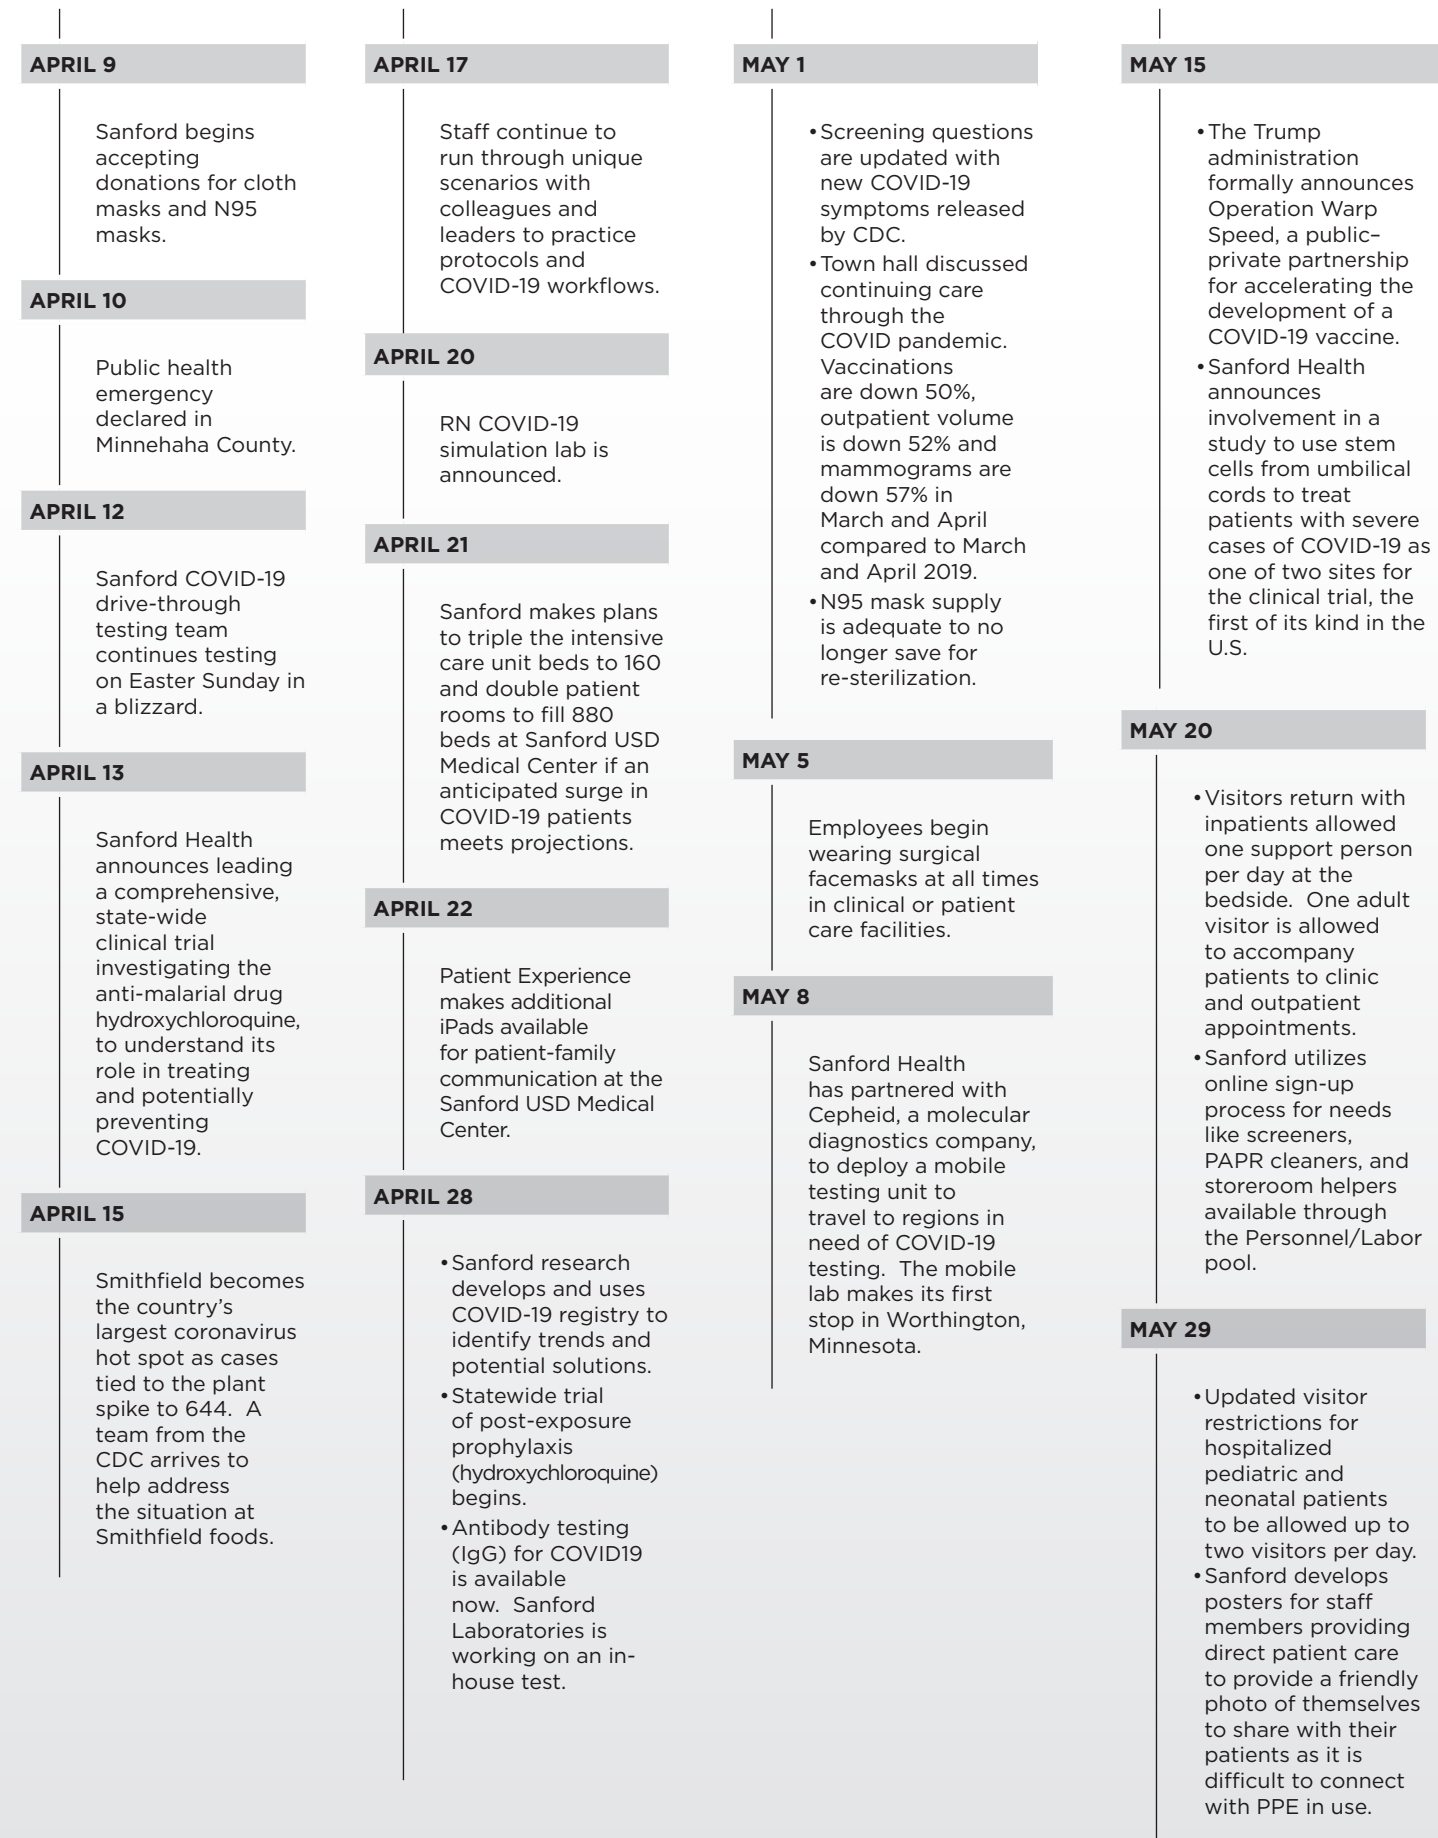 APRIL 9
Sanford begins
accepting
donations for cloth
masks and N95
masks.
APRIL 10
Public health
emergency
declared in
Minnehaha County.
APRIL 12
Sanford COVID-19
drive-through
testing team
continues testing
on Easter Sunday in
a blizzard.
APRIL 13
Sanford Health
announces leading
a comprehensive,
state-wide
clinical trial
investigating the
anti-malarial drug
hydroxychloroquine,
to understand its
role in treating
and potentially
preventing
COVID-19.
APRIL 15
Smithfield becomes
the country’s
largest coronavirus
hot spot as cases
tied to the plant
spike to 644.  A
team from the
CDC arrives to
help address
the situation at
Smithfield foods.
APRIL 17
Staff continue to
run through unique
scenarios with
colleagues and
leaders to practice
protocols and
COVID-19 workflows.
APRIL 20
RN COVID-19
simulation lab is
announced.
APRIL 21
Sanford makes plans
to triple the intensive
care unit beds to 160
and double patient
rooms to fill 880
beds at Sanford USD
Medical Center if an
anticipated surge in
COVID-19 patients
meets projections.
APRIL 22
Patient Experience
makes additional
iPads available
for patient-family
communication at the
Sanford USD Medical
Center.
APRIL 28
•Sanford research
develops and uses
COVID-19 registry to
identify trends and
potential solutions.
•Statewide trial
of post-exposure
prophylaxis
(hydroxychloroquine)
begins.
•Antibody testing
(IgG) for COVID19
is available
now.  Sanford
Laboratories is
working on an in-
house test.
MAY 1
•Screening questions
are updated with
new COVID-19
symptoms released
by CDC.
•Town hall discussed
continuing care
through the
COVID pandemic.
Vaccinations
are down 50%,
outpatient volume
is down 52% and
mammograms are
down 57% in
March and April
compared to March
and April 2019.
•N95 mask supply
is adequate to no
longer save for
re-sterilization.
MAY 5
Employees begin
wearing surgical
facemasks at all times
in clinical or patient
care facilities.
MAY 8
Sanford Health
has partnered with
Cepheid, a molecular
diagnostics company,
to deploy a mobile
testing unit to
travel to regions in
need of COVID-19
testing.  The mobile
lab makes its first
stop in Worthington,
Minnesota.
MAY 15
•The Trump
administration
formally announces
Operation Warp
Speed, a public–
private partnership
for accelerating the
development of a
COVID-19 vaccine.
•Sanford Health
announces
involvement in a
study to use stem
cells from umbilical
cords to treat
patients with severe
cases of COVID-19 as
one of two sites for
the clinical trial, the
first of its kind in the
U.S.
MAY 20
•Visitors return with
inpatients allowed
one support person
per day at the
bedside.  One adult
visitor is allowed
to accompany
patients to clinic
and outpatient
appointments.
•Sanford utilizes
online sign-up
process for needs
like screeners,
PAPR cleaners, and
storeroom helpers
available through
the Personnel/Labor
pool.
MAY 29
•Updated visitor
restrictions for
hospitalized
pediatric and
neonatal patients
to be allowed up to
two visitors per day.
•Sanford develops
posters for staff
members providing
direct patient care
to provide a friendly
photo of themselves
to share with their
patients as it is
difficult to connect
with PPE in use.